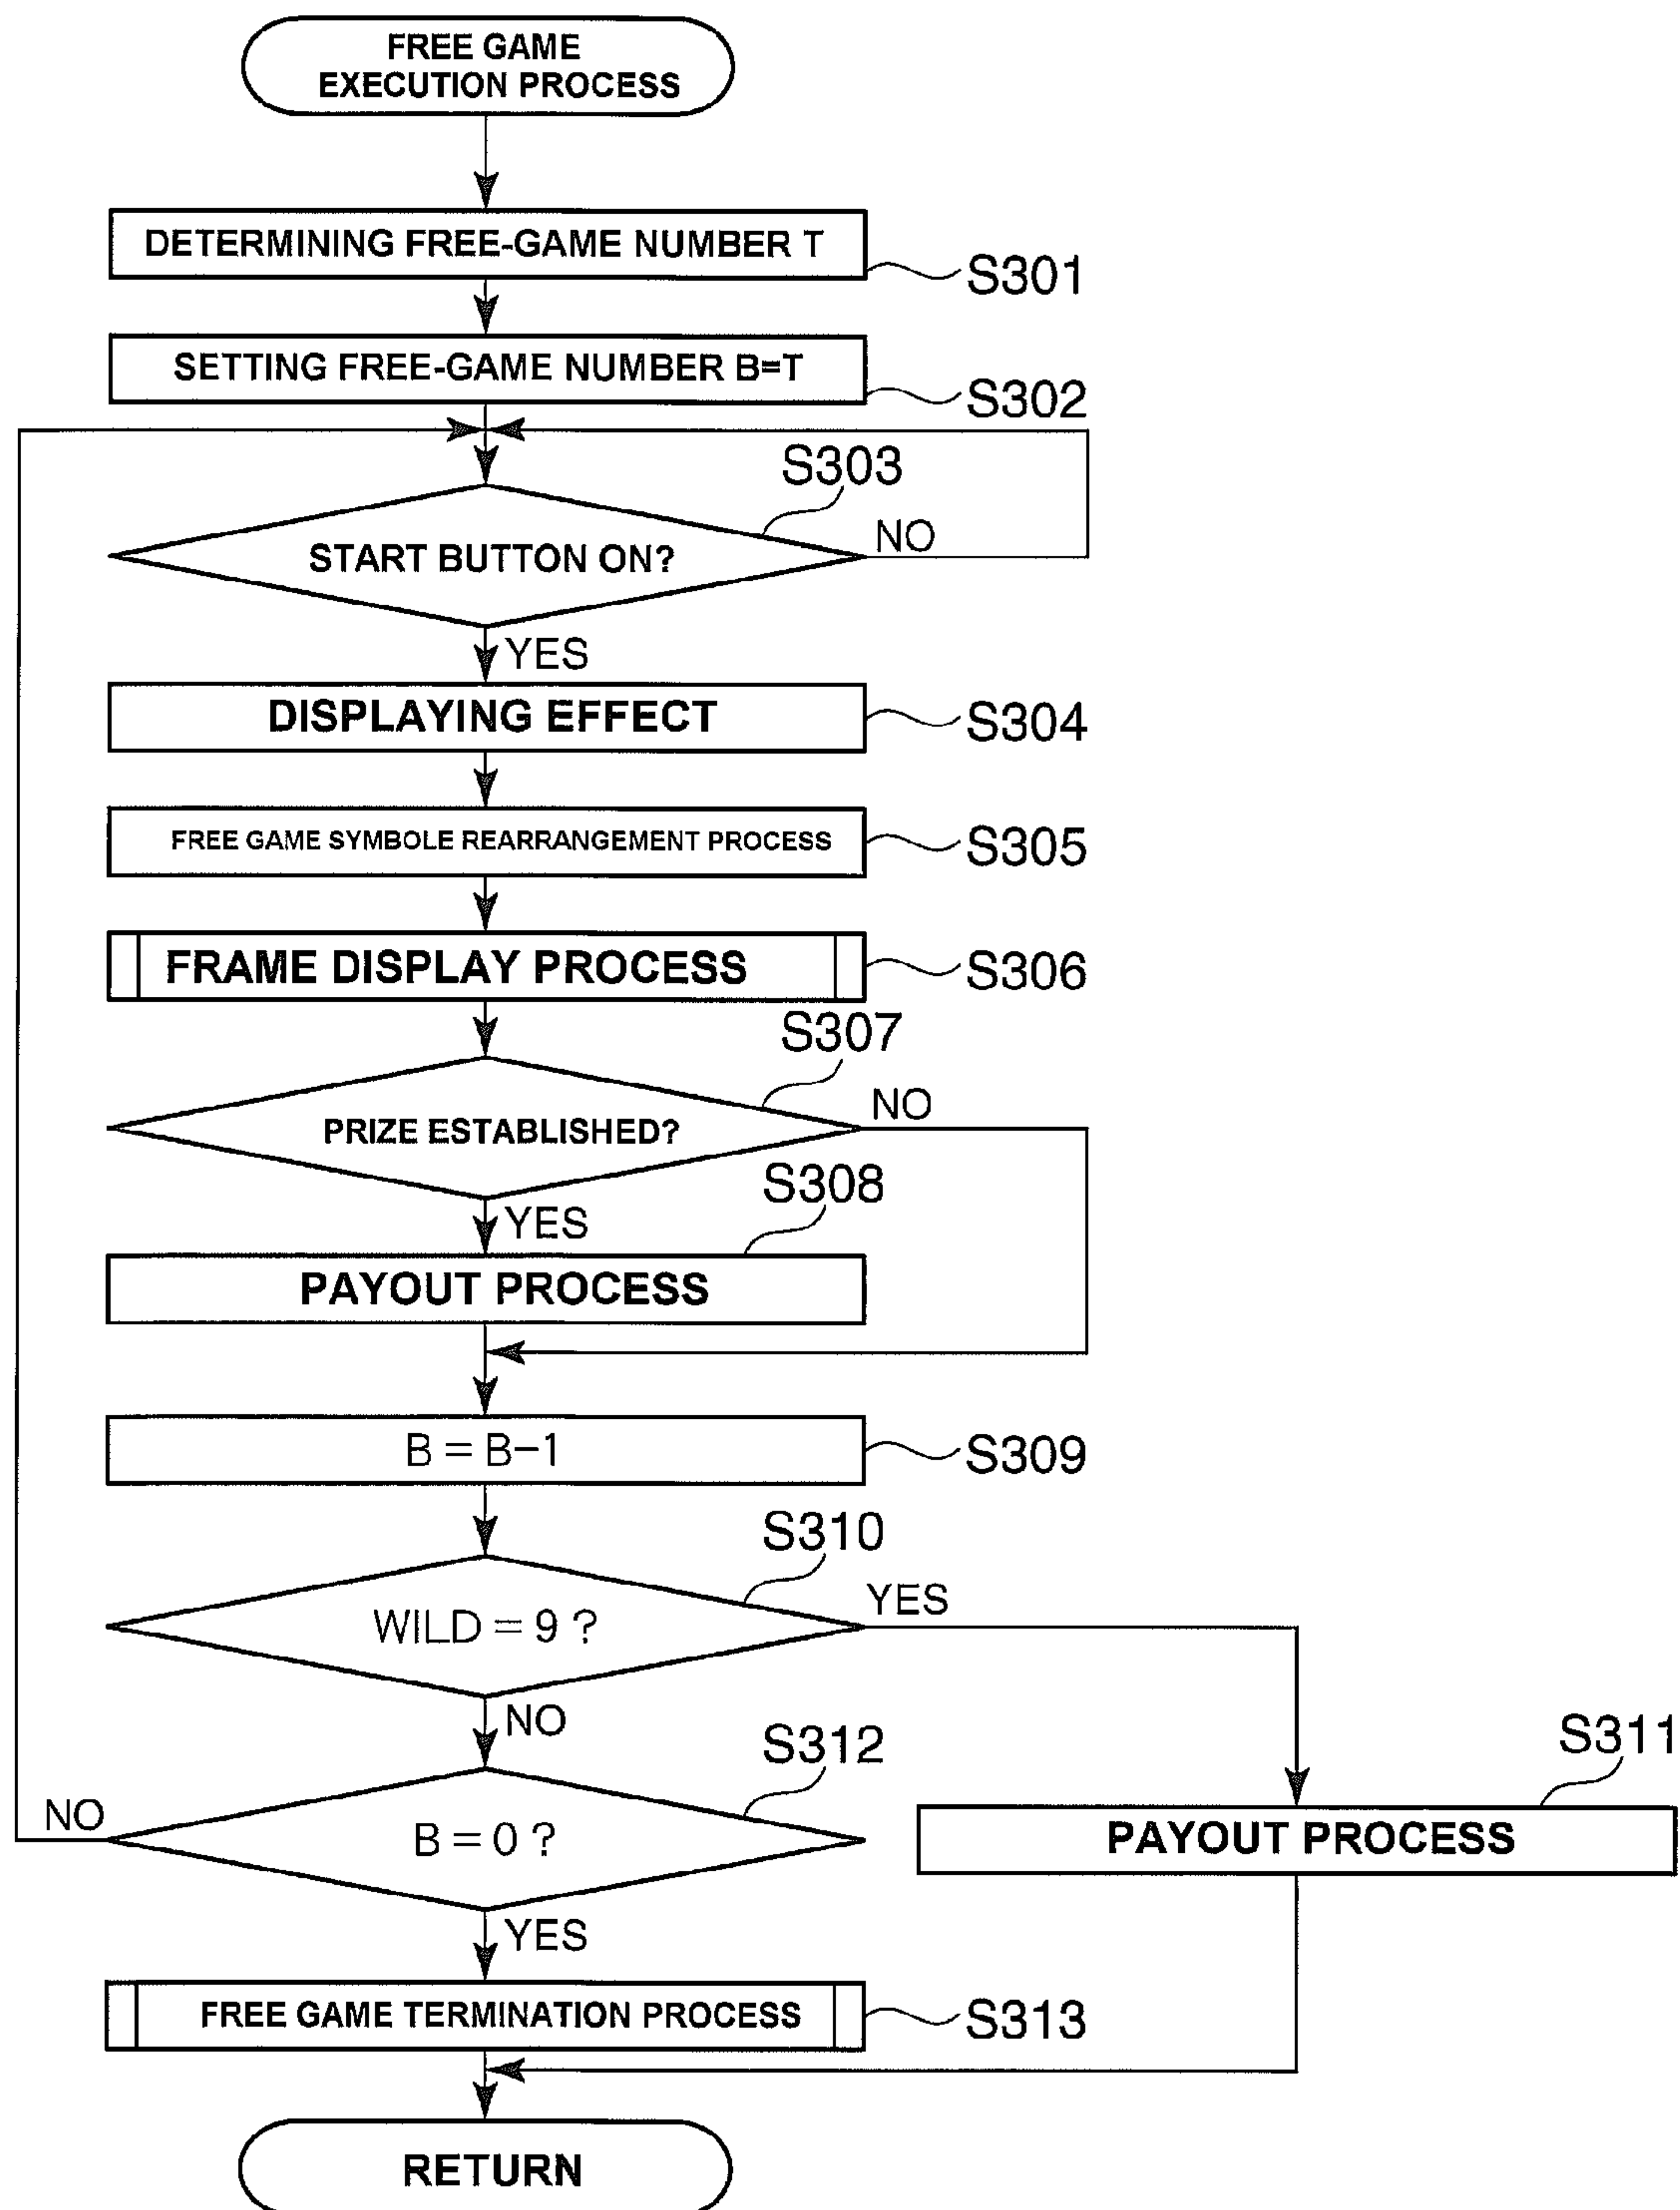 FREE GAME
EXECUTION PROCESS
DETERMINING FREE-GAME NUMBER T
S301
SETTING FREE-GAME NUMBER B=T
S302
S303
START BUTTON ON?
NO
YES
DISPLAYING EFFECT
S304
FREE GAME SYMBOLE REARRANGEMENT PROCESS
S305
FRAME DISPLAY PROCESS
S306
S307
PRIZE ESTABLISHED?
NO
YES
S308
PAYOUT PROCESS
B = B−1
S309
S310
WILD = 9 ?
YES
NO
S312
S311
NO
B = 0 ?
PAYOUT PROCESS
YES
FREE GAME TERMINATION PROCESS
S313
RETURN